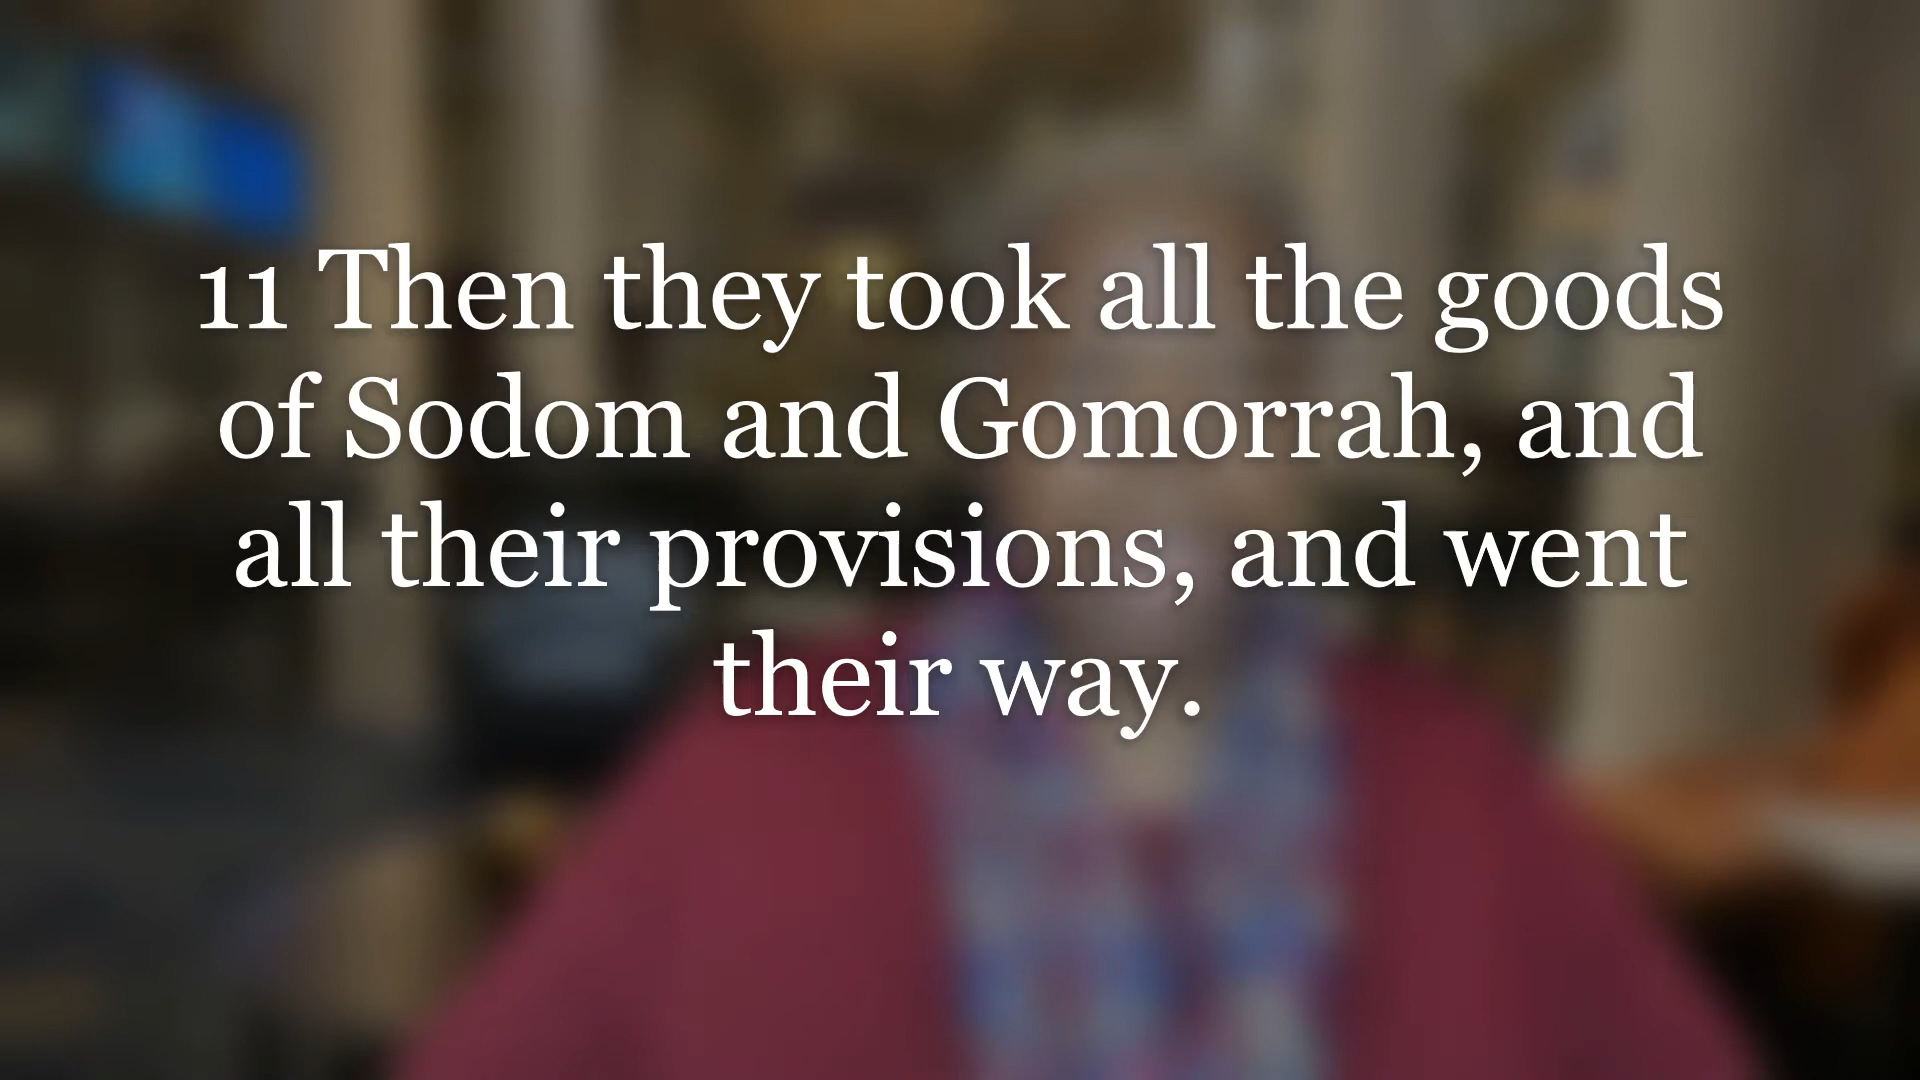 11 Then they took all the goods
of Sodom and Gomorrah, and
all their provisions, and went
their way.